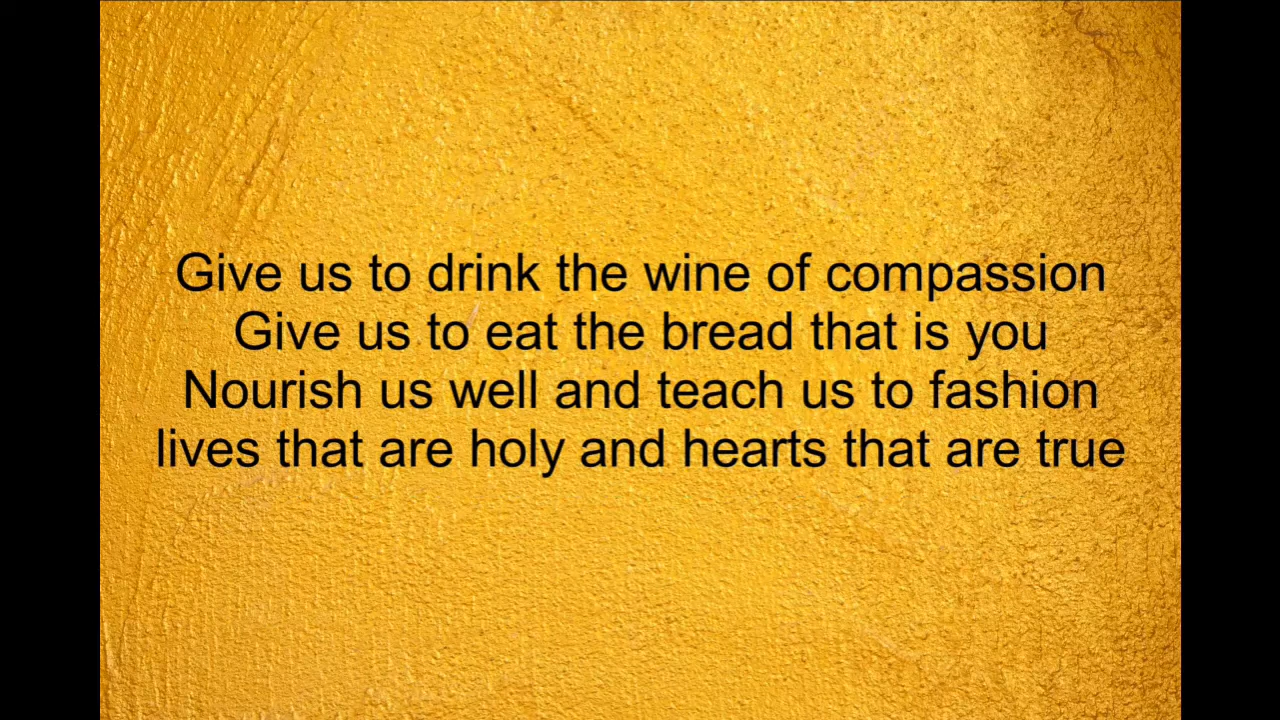 Give us to drink the wine of compassion
Give us to eat the bread that is you
Nourish us well and teach us to fashion
lives that are holy and hearts that are true